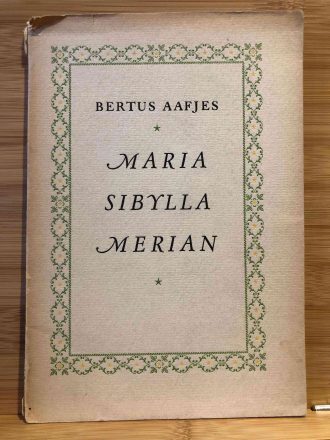 BERTUS AAFJES
MARIA
SIBYLLA
MERIAN